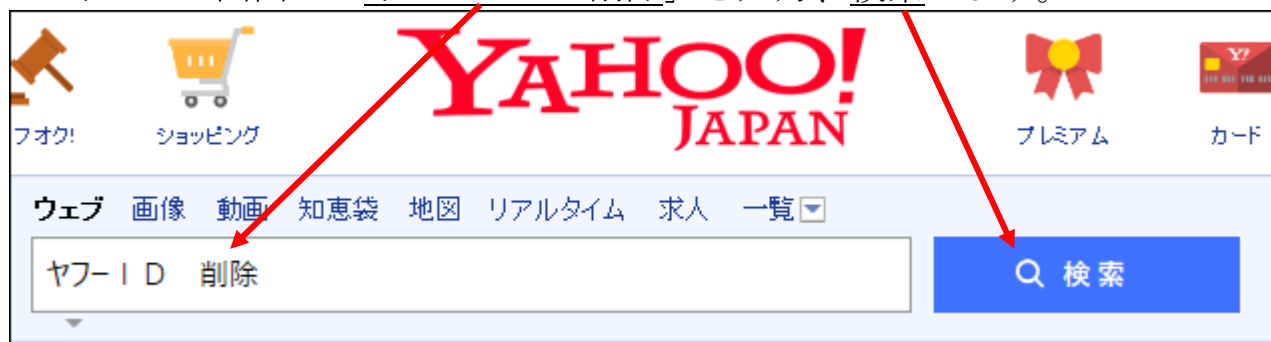 フオク! ショッピング YAHOO! JAPAN プレミアム カード
Y!
ウェブ 画像 動画 知恵袋 地図 リアルタイム 求人 一覧
ヤフーＩＤ　削除 検索